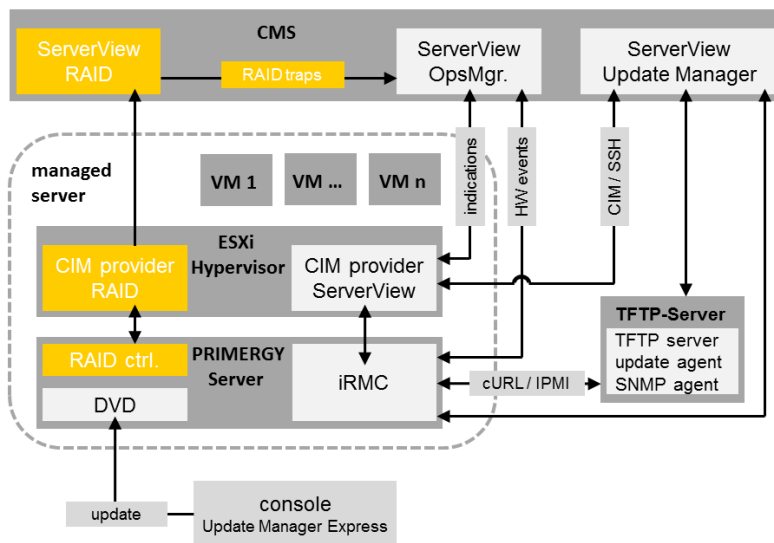 CMS
ServerView
RAID
RAID traps
ServerView
OpsMgr.
ServerView
Update Manager
managed
server
VM 1
VM ...
VM n
indications
HW events
CIM / SSH
ESXi
Hypervisor
CIM provider
RAID
CIM provider
ServerView
TFTP-Server
TFTP server
update agent
SNMP agent
RAID ctrl.
PRIMERGY
Server
iRMC
cURL / IPMI
DVD
update
console
Update Manager Express